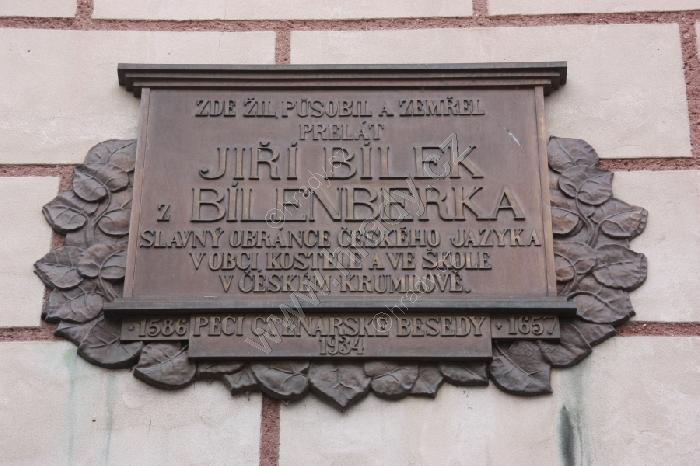 ZDE ŽIL, PŮSOBIL A ZEMŘEL
PRELÁT
JIŘÍ BÍLEK
Z BÍLENBERKA
SLAVNÝ OBRÁNCE ČESKÉHO JAZYKA
V OBCI, KOSTELE A VE ŠKOLE
V ČESKÉM KRUMLOVĚ.
*1586 PÉČÍ ČTENÁŘSKÉ BESEDY †1657
1934